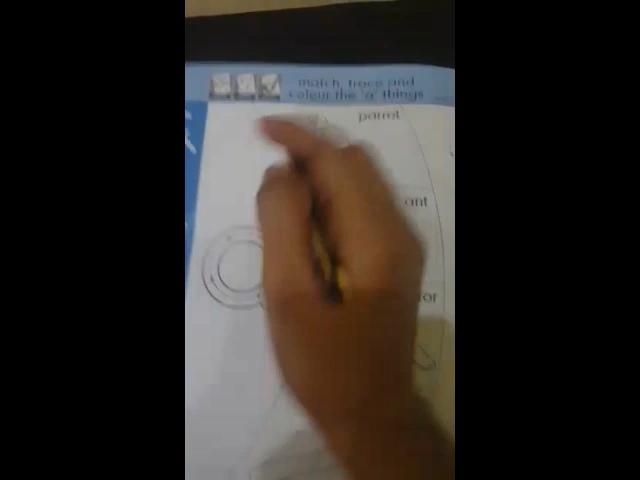 match, trace and
colour the 'a' things
parrot
ant